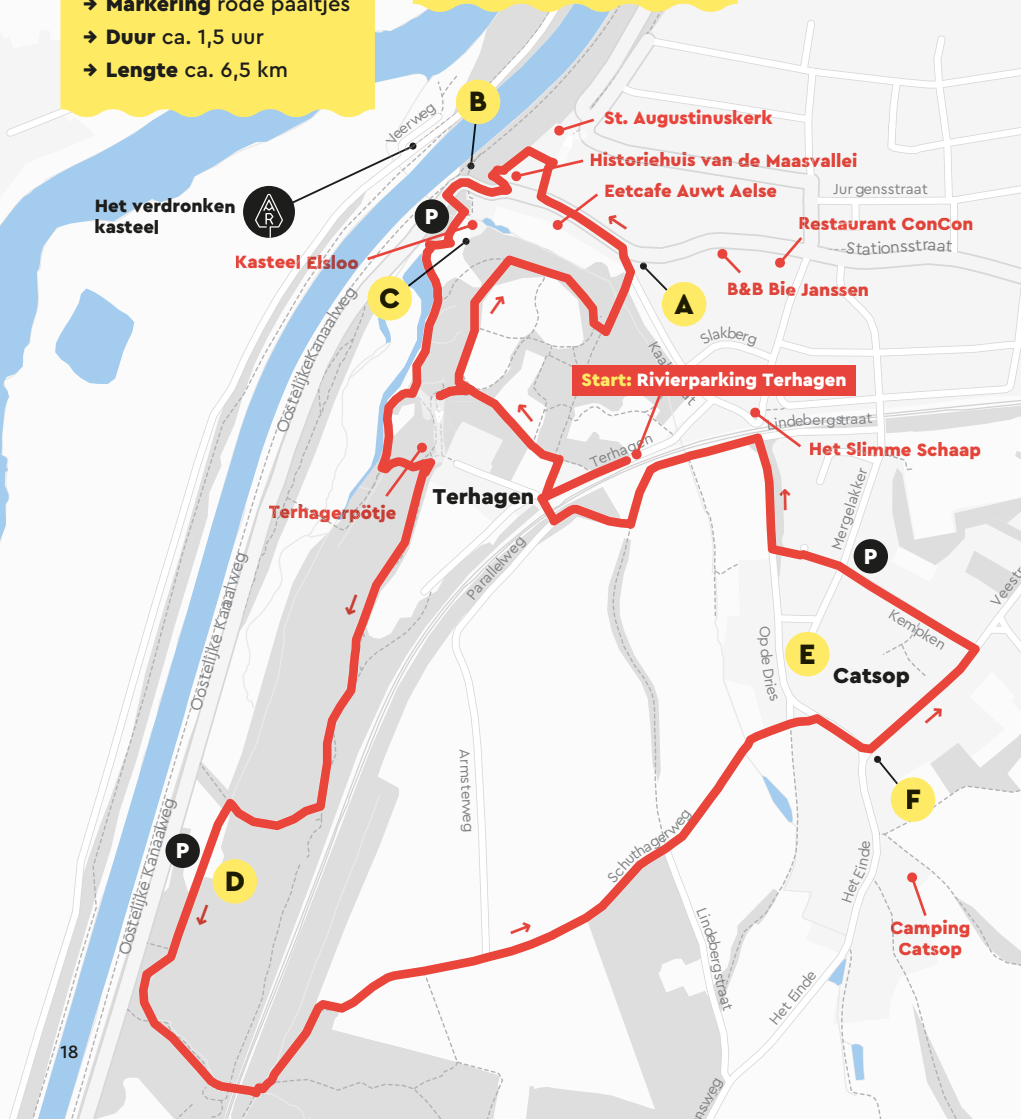 → Markering rode paaltjes
→ Duur ca. 1,5 uur
→ Lengte ca. 6,5 km
B
Veerweg
St. Augustinuskerk
Historiehuis van de Maasvallei
Eetcafe Auwt Aelse
Jurgensstraat
Het verdronken
kasteel
AR
P
Restaurant ConCon
Stationsstraat
Kasteel Elsloo
B&B Bie Janssen
C
A
Oostelijke Kanaalweg
Slakberg
Start: Rivierparking Terhagen
Lindebergstraat
Het Slimme Schaap
Terhagen
Terhagen
Terhagerpötje
Mergelakker
Parallelweg
P
Oostelijke Kanaalweg
Kempken
Op de Dries
E
Catsop
Armsterweg
F
Oostelijke Kanaalweg
P
Schuthagerweg
D
Het Einde
Camping
Catsop
Lindebergstraat
Het Einde
18